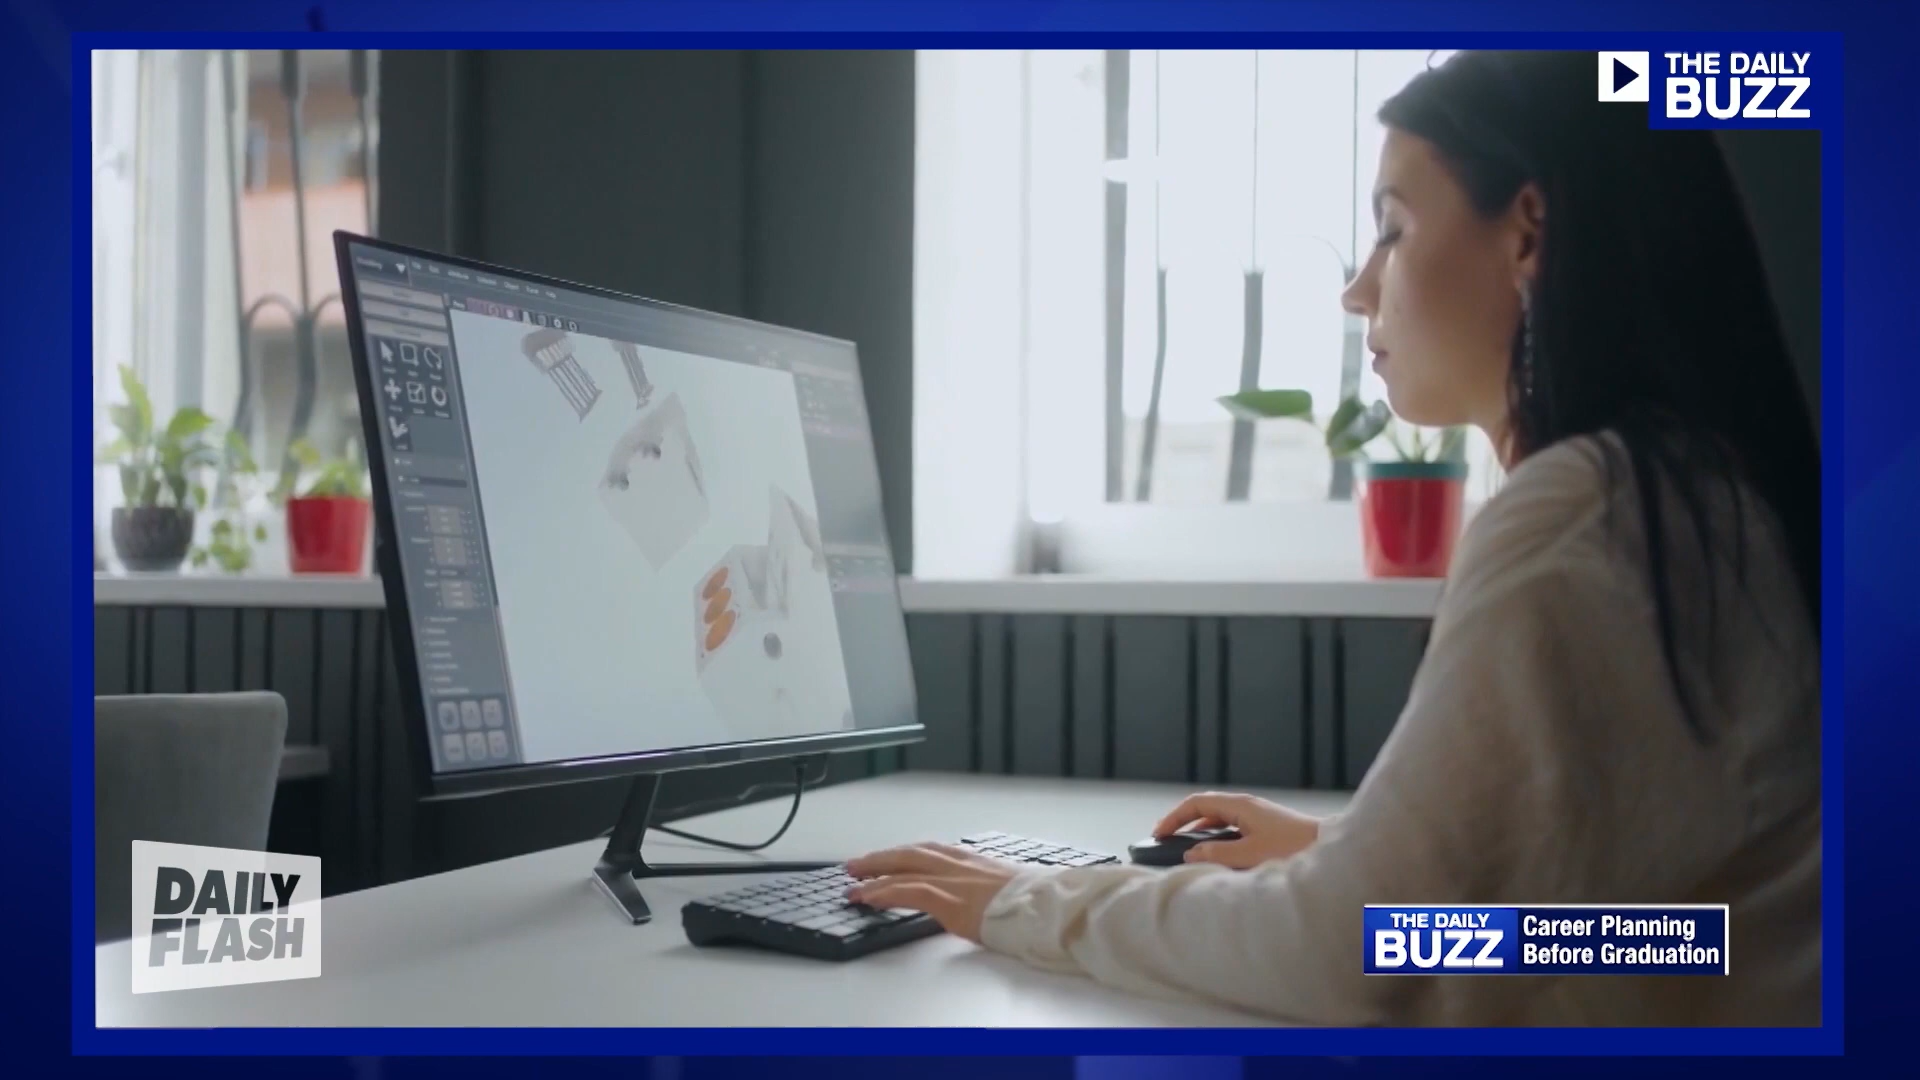 THE DAILY
BUZZ
DAILY
FLASH
THE DAILY
BUZZ
Career Planning
Before Graduation